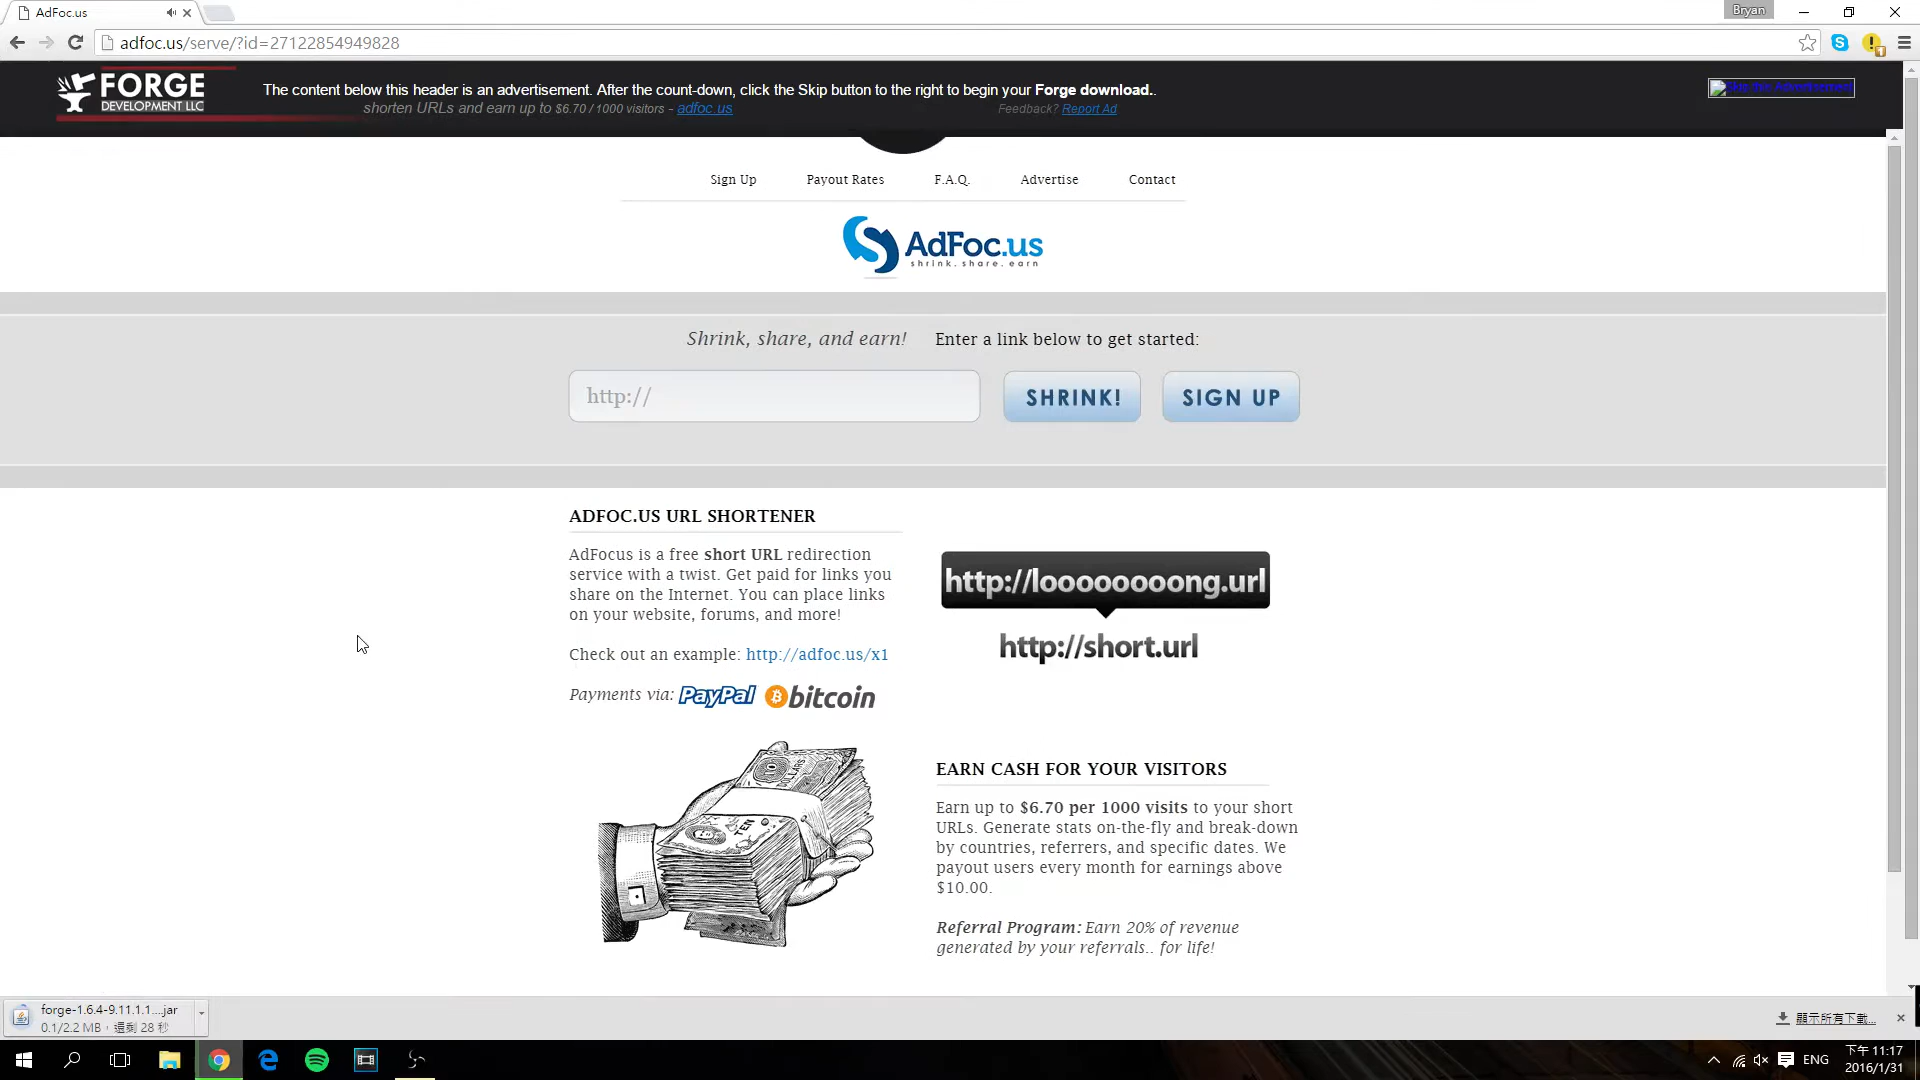 AdFoc.us
Bryan
adfoc.us/serve/?id=27122854949828
FORGE
DEVELOPMENT LLC
The content below this header is an advertisement. After the count-down, click the Skip button to the right to begin your Forge download..
shorten URLs and earn up to $6.70 / 1000 visitors - adfoc.us
Feedback? Report Ad
Skip this Advertisement
Sign Up
Payout Rates
F.A.Q.
Advertise
Contact
AdFoc.us
shrink. share. earn
Shrink, share, and earn!
Enter a link below to get started:
http://
SHRINK!
SIGN UP
ADFOC.US URL SHORTENER
AdFocus is a free short URL redirection
service with a twist. Get paid for links you
share on the Internet. You can place links
on your website, forums, and more!
Check out an example: http://adfoc.us/x1
Payments via: PayPal bitcoin
http://loooooooong.url
http://short.url
EARN CASH FOR YOUR VISITORS
Earn up to $6.70 per 1000 visits to your short
URLs. Generate stats on-the-fly and break-down
by countries, referrers, and specific dates. We
payout users every month for earnings above
$10.00.
Referral Program: Earn 20% of revenue
generated by your referrals.. for life!
forge-1.6.4-9.11.1.1....jar
0.1/2.2 MB，還剩 28 秒
顯示所有下載...
ENG
下午 11:17
2016/1/31